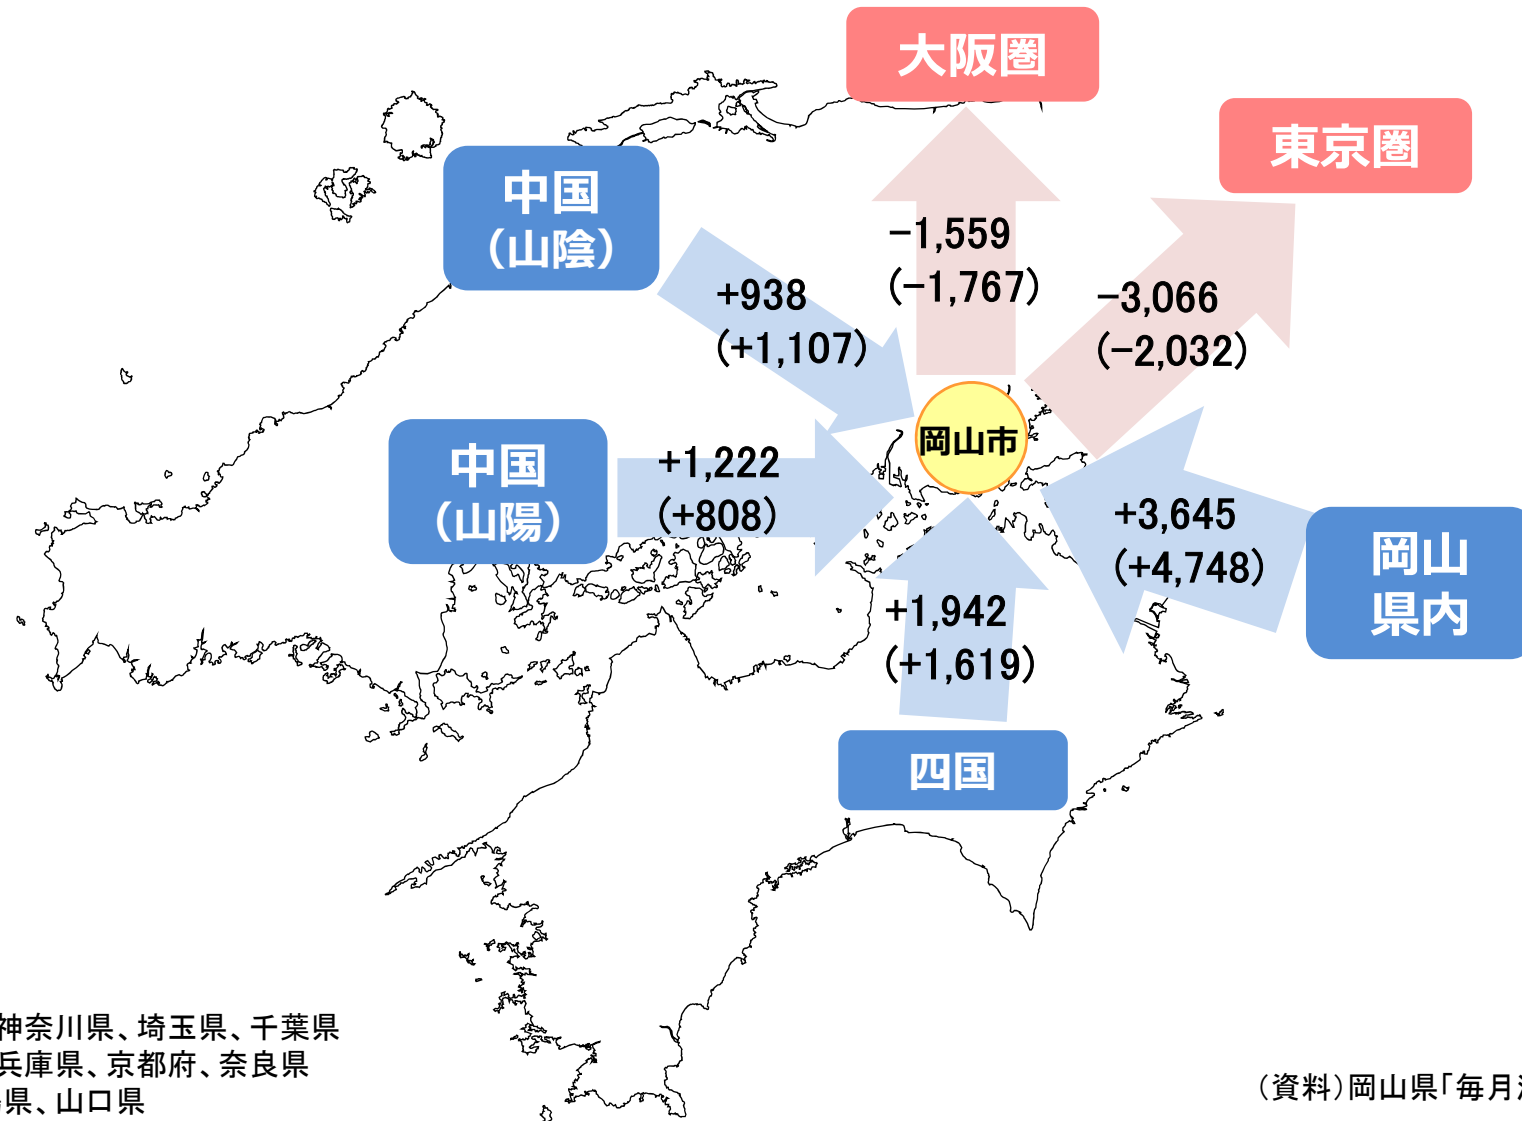 大阪圏
東京圏
中国
（山陰）
−1,559
(−1,767)
+938
(+1,107)
−3,066
(−2,032)
岡山市
中国
（山陽）
+1,222
(+808)
+3,645
(+4,748)
岡山
県内
+1,942
(+1,619)
四国
神奈川県、埼玉県、千葉県
兵庫県、京都府、奈良県
県、山口県
（資料）岡山県「毎月